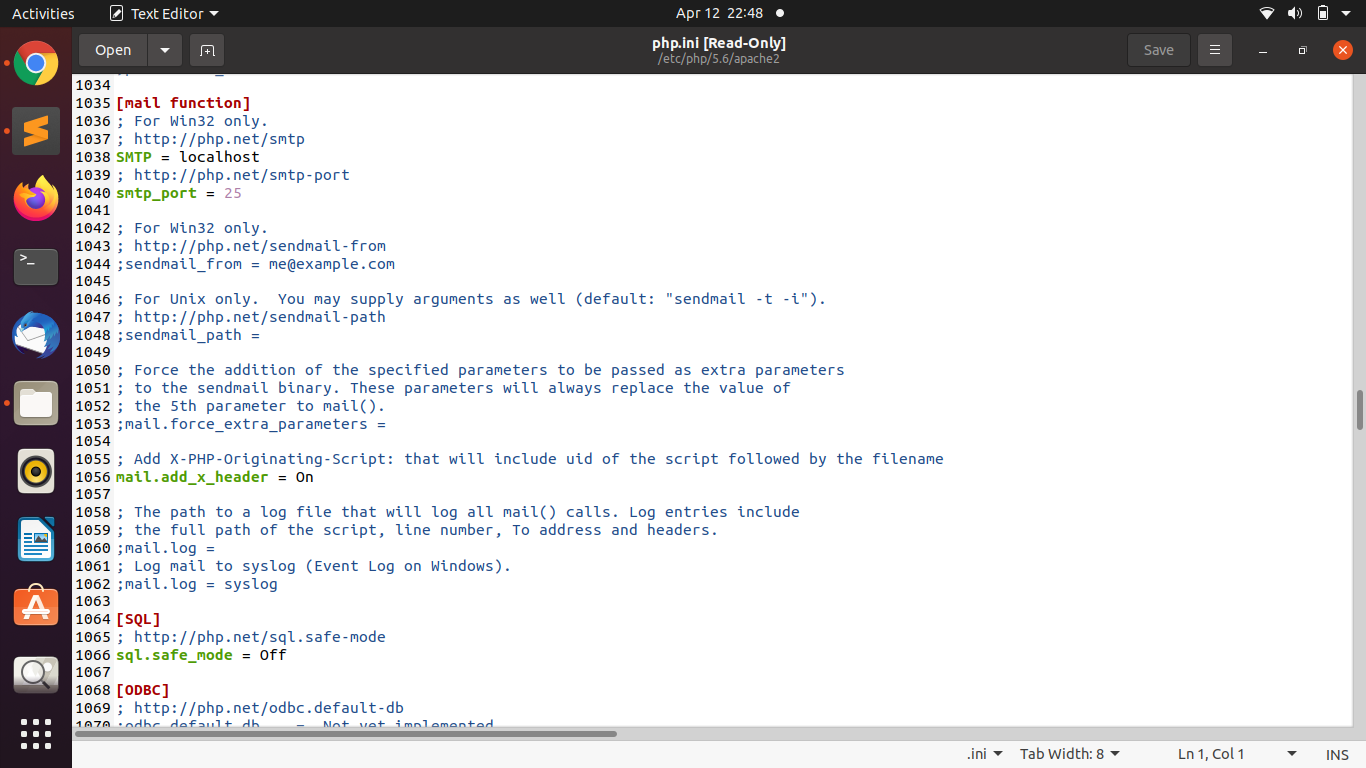 Activities
Text Editor
Apr 12 22:48
Open
php.ini [Read-Only]
/etc/php/5.6/apache2
Save
1034
1035 [mail function]
1036 ; For Win32 only.
1037 ; http://php.net/smtp
1038 SMTP = localhost
1039 ; http://php.net/smtp-port
1040 smtp_port = 25
1041
1042 ; For Win32 only.
1043 ; http://php.net/sendmail-from
1044 ;sendmail_from = me@example.com
1045
1046 ; For Unix only.  You may supply arguments as well (default: "sendmail -t -i").
1047 ; http://php.net/sendmail-path
1048 ;sendmail_path =
1049
1050 ; Force the addition of the specified parameters to be passed as extra parameters
1051 ; to the sendmail binary. These parameters will always replace the value of
1052 ; the 5th parameter to mail().
1053 ;mail.force_extra_parameters =
1054
1055 ; Add X-PHP-Originating-Script: that will include uid of the script followed by the filename
1056 mail.add_x_header = On
1057
1058 ; The path to a log file that will log all mail() calls. Log entries include
1059 ; the full path of the script, line number, To address and headers.
1060 ;mail.log =
1061 ; Log mail to syslog (Event Log on Windows).
1062 ;mail.log = syslog
1063
1064 [SQL]
1065 ; http://php.net/sql.safe-mode
1066 sql.safe_mode = Off
1067
1068 [ODBC]
1069 ; http://php.net/odbc.default-db
1070 ;odbc.default_db    =  Not yet implemented
.ini
Tab Width: 8
Ln 1, Col 1
INS